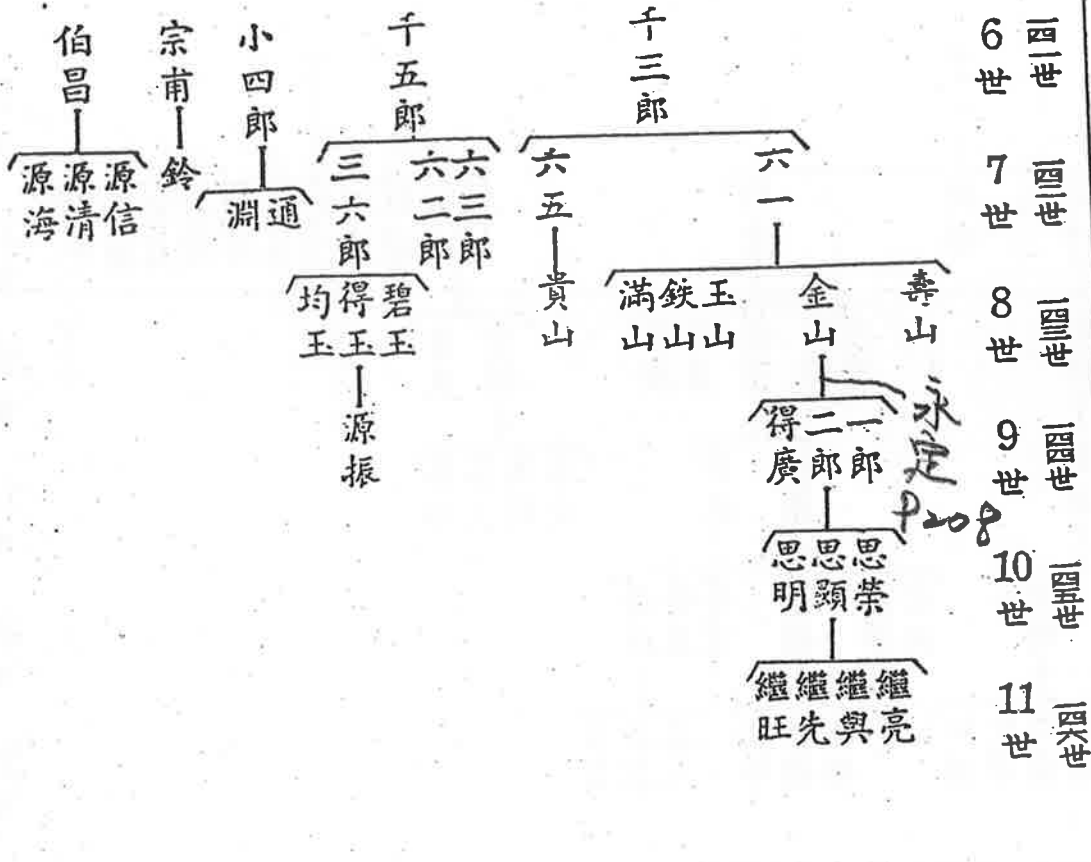 一四一世
6世
千三郎
千五郎
小四郎
宗甫
伯昌
一四二世
7世
六一
六五
六三郎
六二郎
三六郎
通
淵
鈴
源信
源清
源海
一四三世
8世
壽山
金山
玉山
鉄山
滿山
貴山
碧玉
得玉
均玉
一四四世
9世
永定
P208
一郎
二郎
得廣
源振
一四五世
10世
思榮
思顯
思明
一四六世
11世
繼亮
繼興
繼先
繼旺